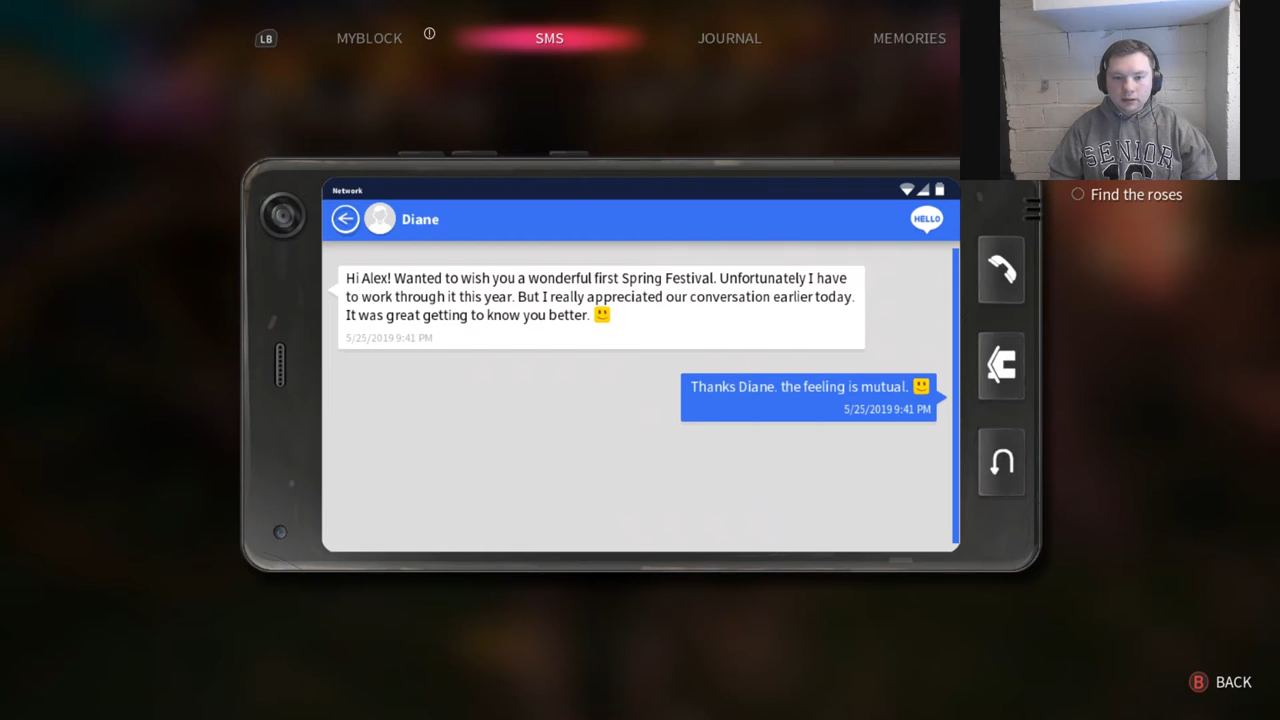 LB MYBLOCK SMS JOURNAL MEMORIES
Network
Diane
HELLO
Hi Alex! Wanted to wish you a wonderful first Spring Festival. Unfortunately I have
to work through it this year. But I really appreciated our conversation earlier today.
It was great getting to know you better.
5/25/2019 9:41 PM
Thanks Diane. the feeling is mutual.
5/25/2019 9:41 PM
SENIOR
Find the roses
B BACK